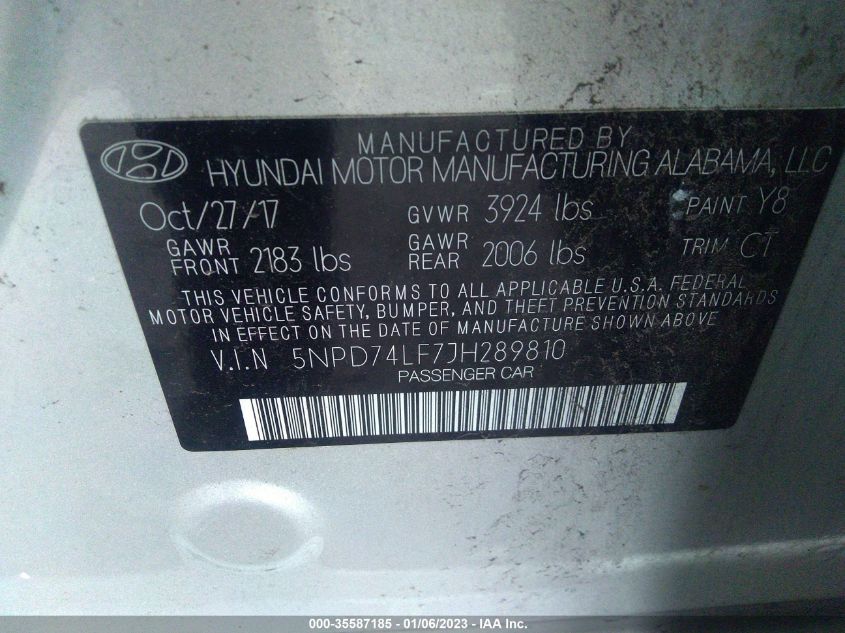 MANUFACTURED BY
HYUNDAI MOTOR MANUFACTURING ALABAMA, LLC
Oct/27/17 GVWR 3924 lbs PAINT Y8
GAWR FRONT 2183 lbs GAWR REAR 2006 lbs TRIM CT
THIS VEHICLE CONFORMS TO ALL APPLICABLE U.S.A. FEDERAL
MOTOR VEHICLE SAFETY, BUMPER, AND THEFT PREVENTION STANDARDS
IN EFFECT ON THE DATE OF MANUFACTURE SHOWN ABOVE
V.I.N 5NPD74LF7JH289810
PASSENGER CAR
000-35587185 - 01/06/2023 - IAA Inc.